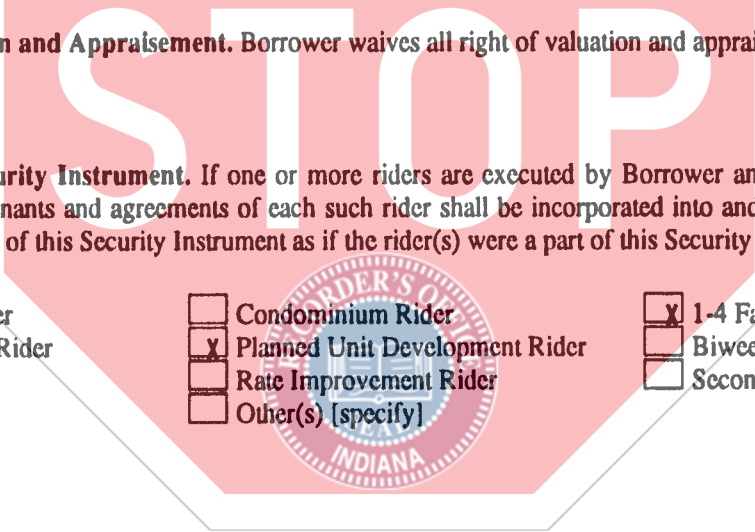 STOP
n and Appraisement. Borrower waives all right of valuation and apprai
urity Instrument. If one or more riders are executed by Borrower an
nants and agreements of each such rider shall be incorporated into and
of this Security Instrument as if the rider(s) were a part of this Security
er
Condominium Rider
X 1-4 Fa
Rider
X Planned Unit Development Rider
Biwee
Rate Improvement Rider
Secon
Other(s) [specify]
RECORDER'S OFFICE
SEAL
INDIANA